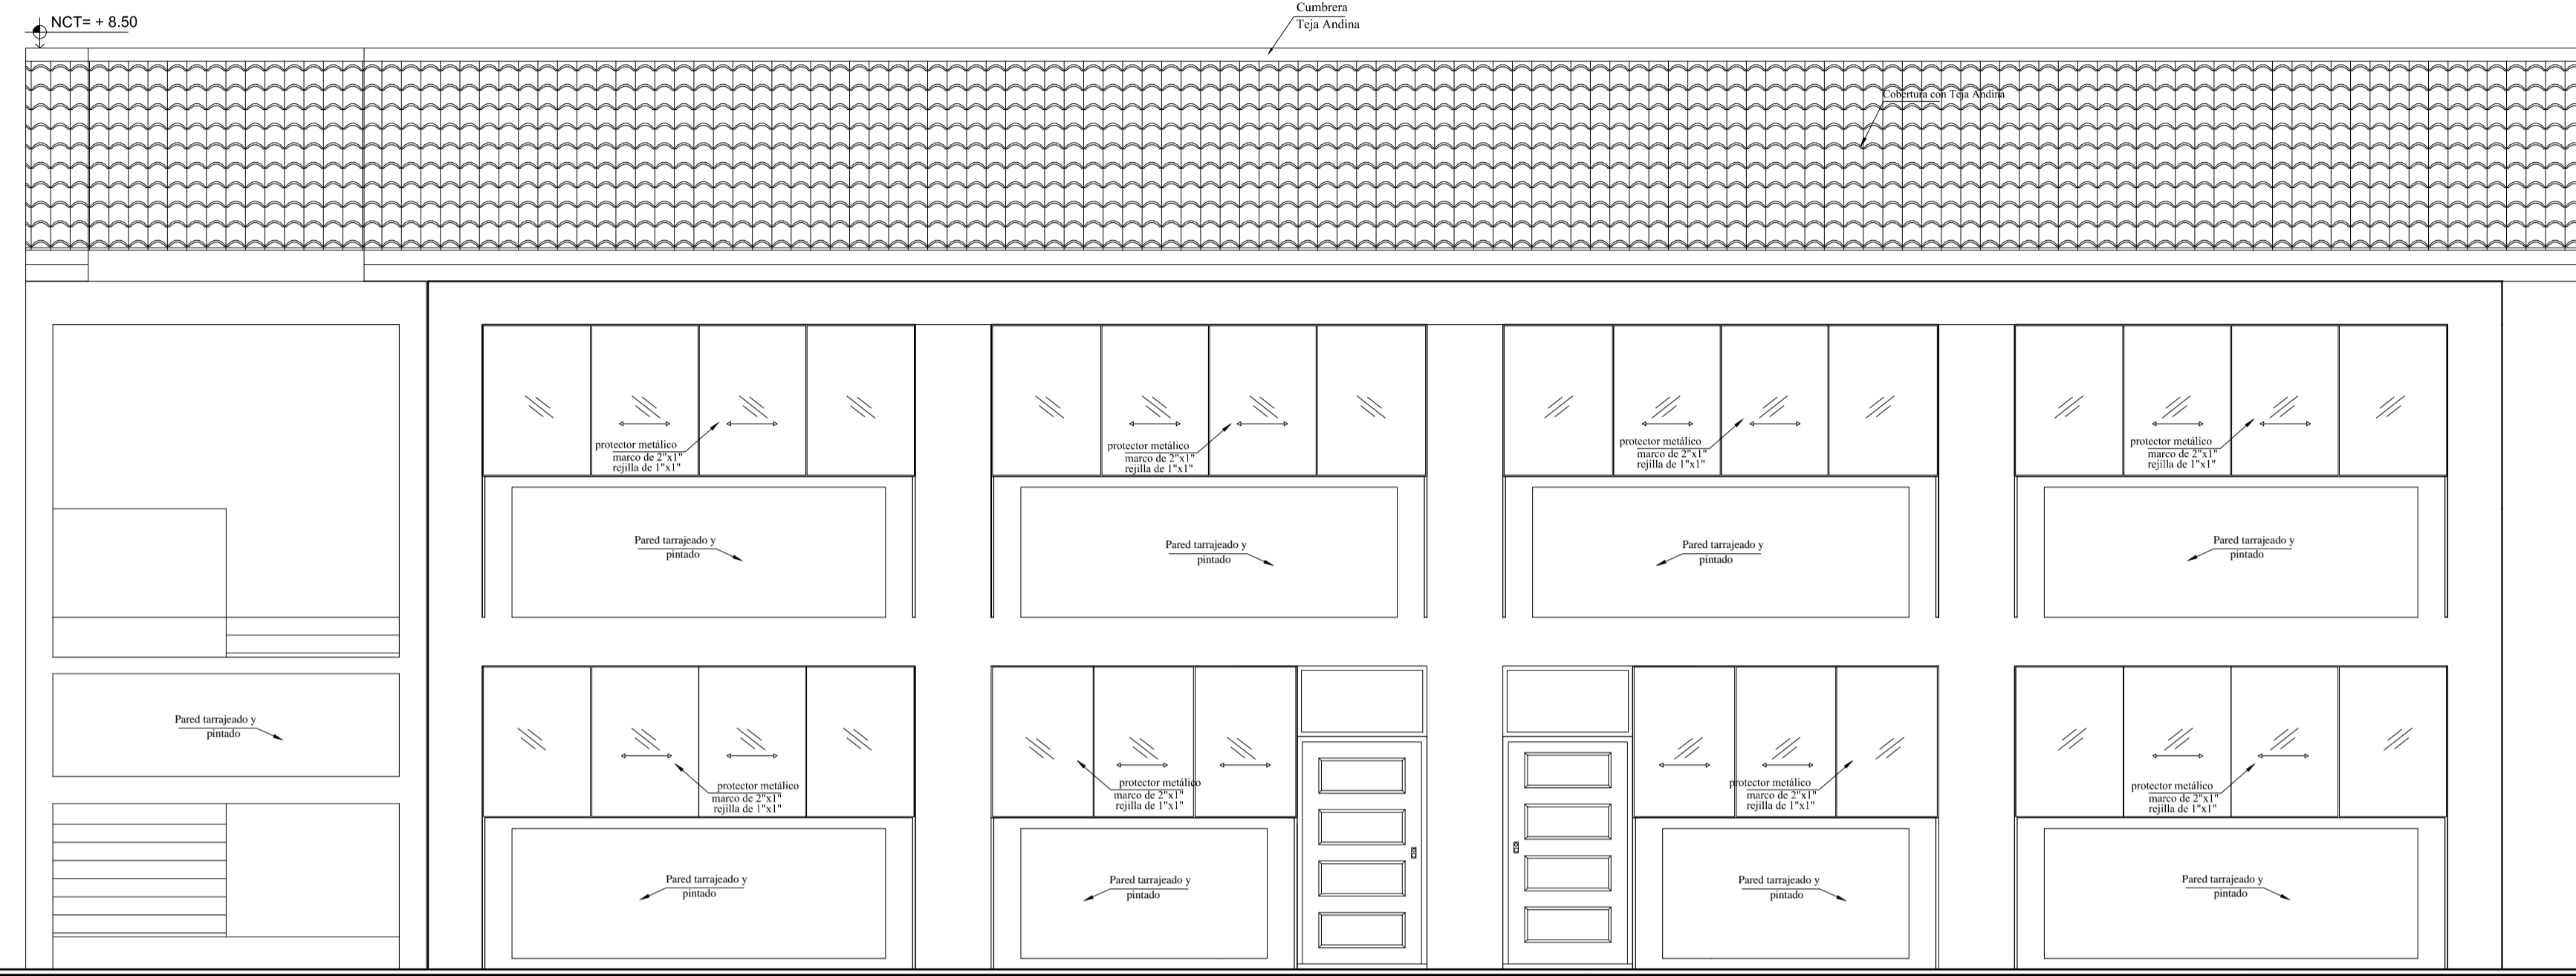 NCT= + 8.50
Cumbrera
Teja Andina
Cobertura con Teja Andina
protector metálico
marco de 2"x1"
rejilla de 1"x1"
protector metálico
marco de 2"x1"
rejilla de 1"x1"
protector metálico
marco de 2"x1"
rejilla de 1"x1"
protector metálico
marco de 2"x1"
rejilla de 1"x1"
Pared tarrajeado y
pintado
Pared tarrajeado y
pintado
Pared tarrajeado y
pintado
Pared tarrajeado y
pintado
Pared tarrajeado y
pintado
protector metálico
marco de 2"x1"
rejilla de 1"x1"
protector metálico
marco de 2"x1"
rejilla de 1"x1"
protector metálico
marco de 2"x1"
rejilla de 1"x1"
protector metálico
marco de 2"x1"
rejilla de 1"x1"
Pared tarrajeado y
pintado
Pared tarrajeado y
pintado
Pared tarrajeado y
pintado
Pared tarrajeado y
pintado